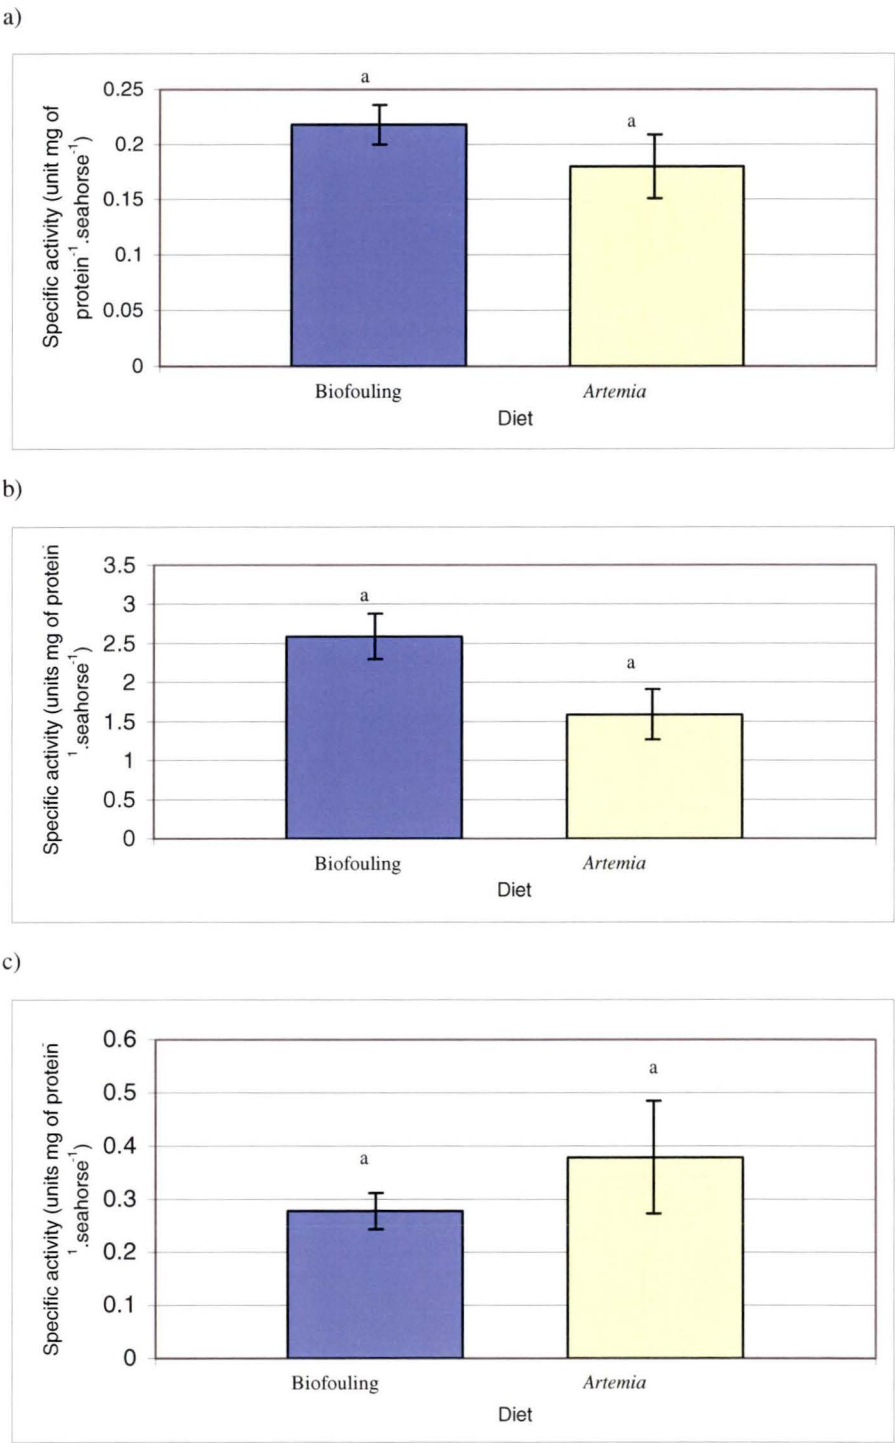 a)
Specific activity (unit mg of
protein⁻¹.seahorse⁻¹)
0.25
0.2
0.15
0.1
0.05
0
a
a
Biofouling
Artemia
Diet
b)
Specific activity (units mg of protein⁻
¹.seahorse⁻¹)
3.5
3
2.5
2
1.5
1
0.5
0
a
a
Biofouling
Artemia
Diet
c)
Specific activity (units mg of protein⁻
¹.seahorse⁻¹)
0.6
0.5
0.4
0.3
0.2
0.1
0
a
a
Biofouling
Artemia
Diet